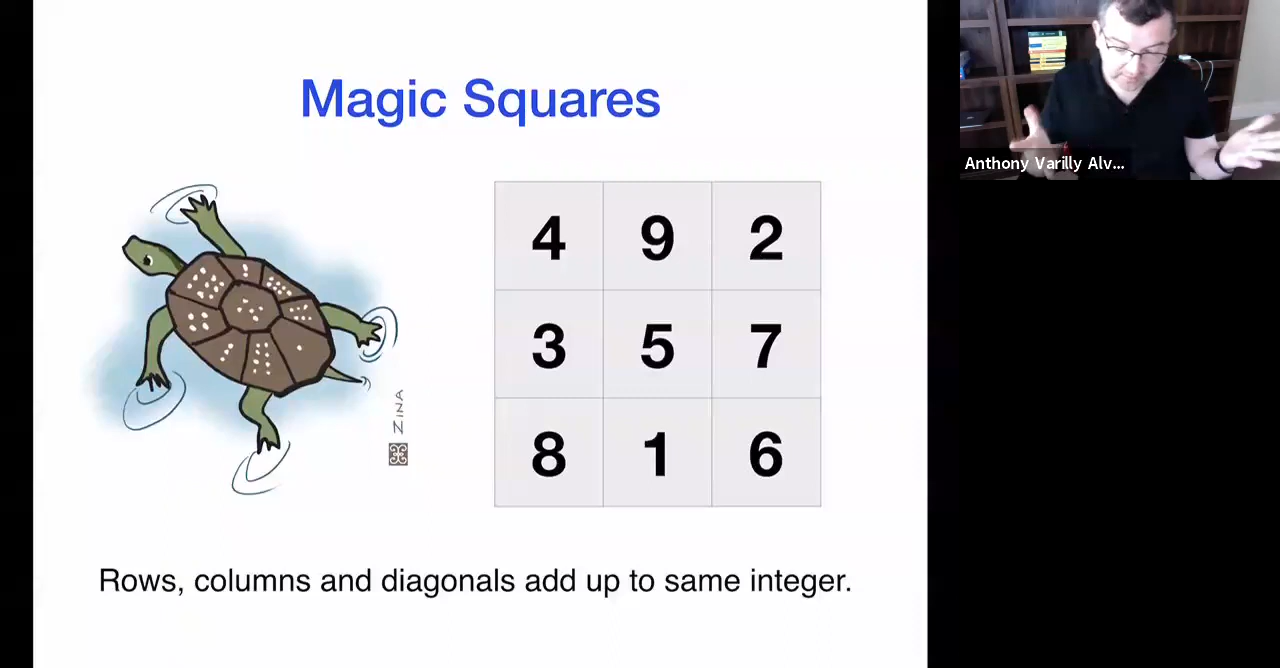 Magic Squares
4 9 2
3 5 7
8 1 6
ZINA
Rows, columns and diagonals add up to same integer.
Anthony Varilly Alv...